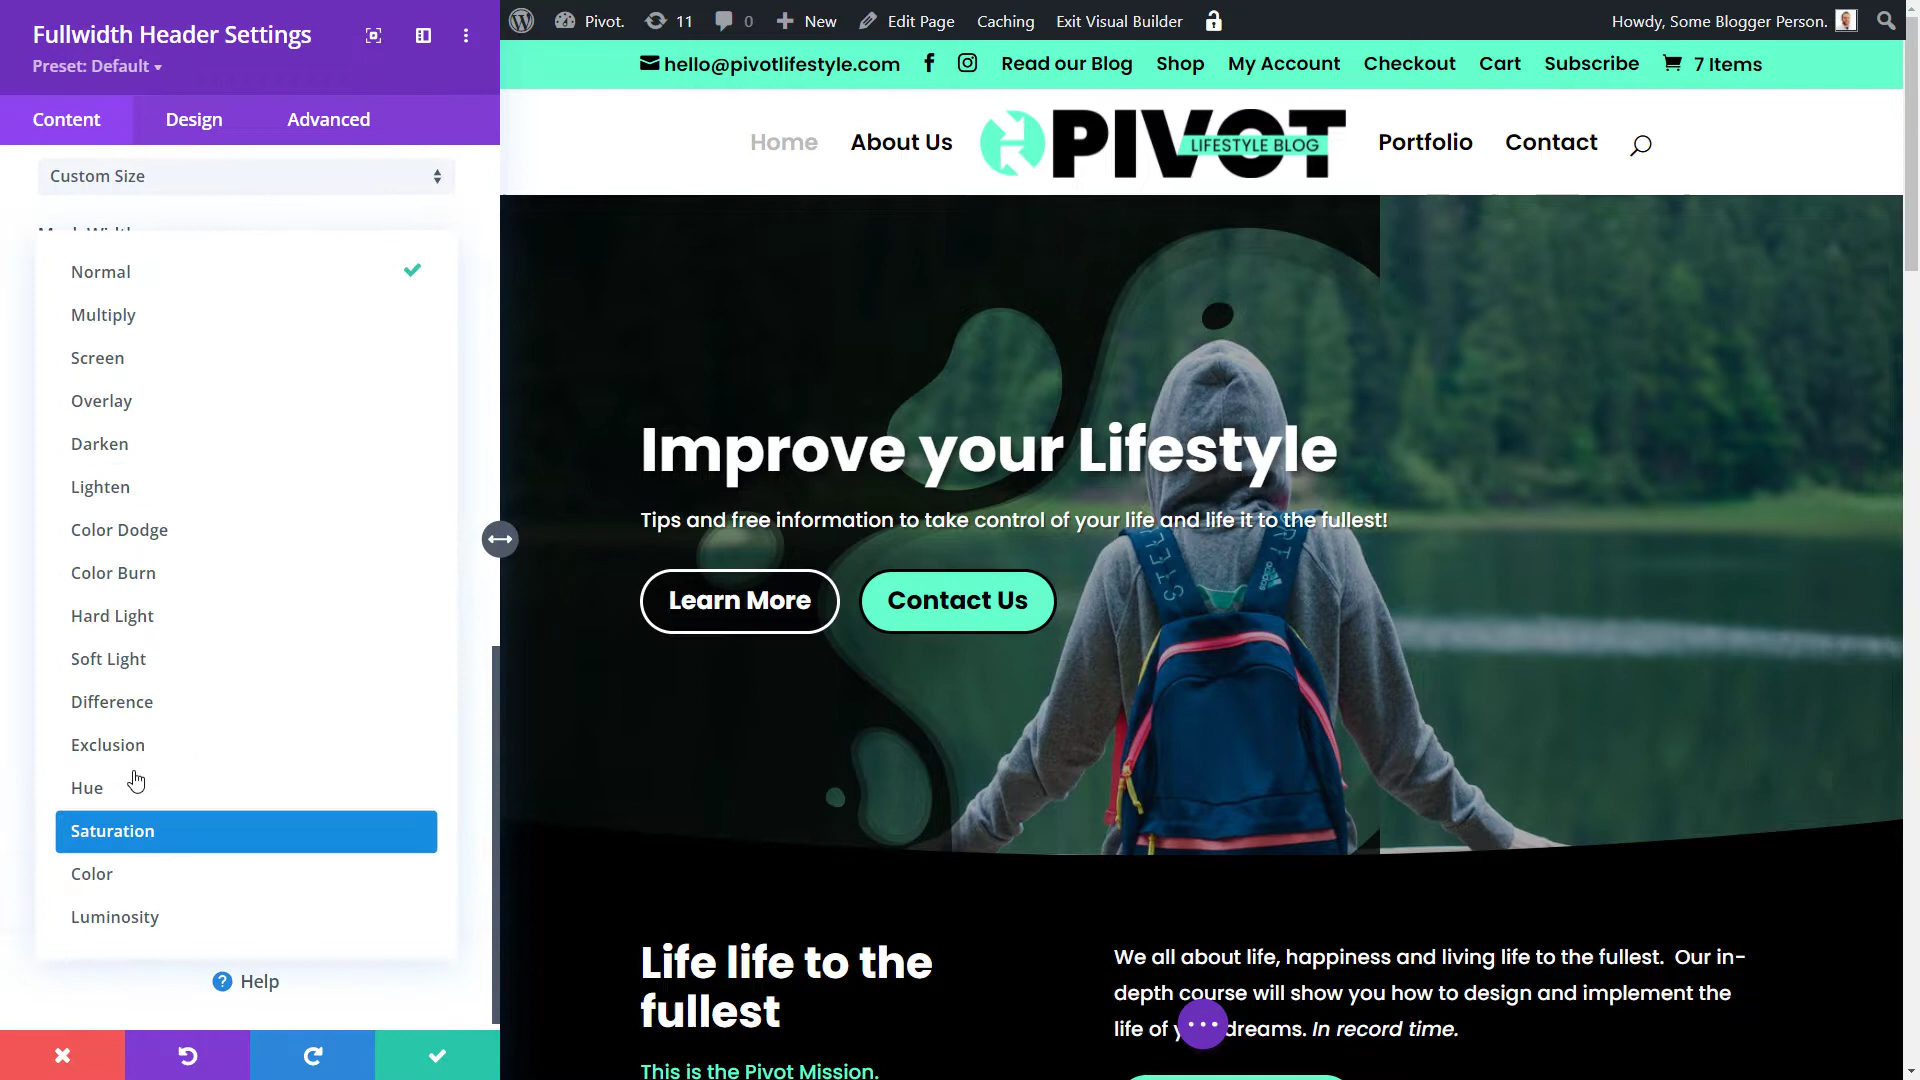 Fullwidth Header Settings
Preset: Default
Content
Design
Advanced
Custom Size
Normal
Multiply
Screen
Overlay
Darken
Lighten
Color Dodge
Color Burn
Hard Light
Soft Light
Difference
Exclusion
Hue
Saturation
Color
Luminosity
? Help
Pivot. 11 0 New Edit Page Caching Exit Visual Builder Howdy, Some Blogger Person.
hello@pivotlifestyle.com Read our Blog Shop My Account Checkout Cart Subscribe 7 Items
Home About Us PIVOT LIFESTYLE BLOG Portfolio Contact
Improve your Lifestyle
Tips and free information to take control of your life and life it to the fullest!
Learn More
Contact Us
adidas
Life life to the
fullest
This is the Pivot Mission.
We all about life, happiness and living life to the fullest. Our in-
depth course will show you how to design and implement the
life of dreams. In record time.